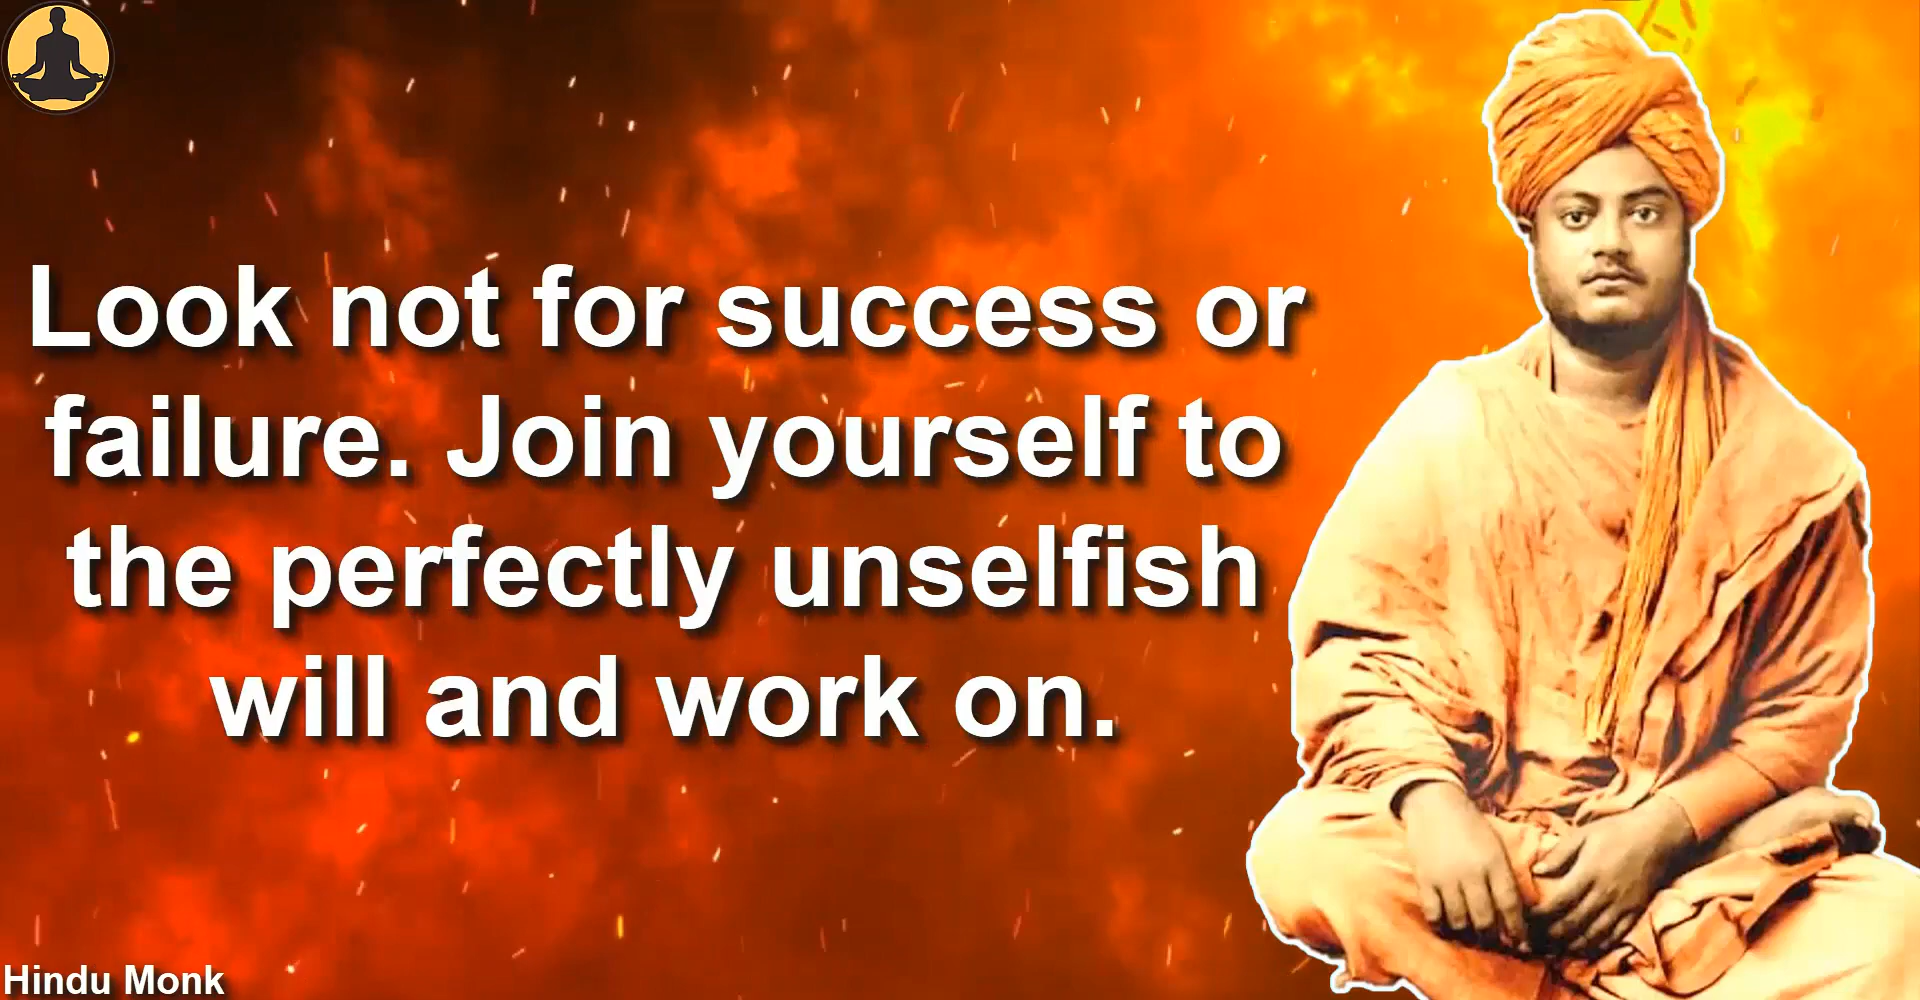 Look not for success or
failure. Join yourself to
the perfectly unselfish
will and work on.
Hindu Monk